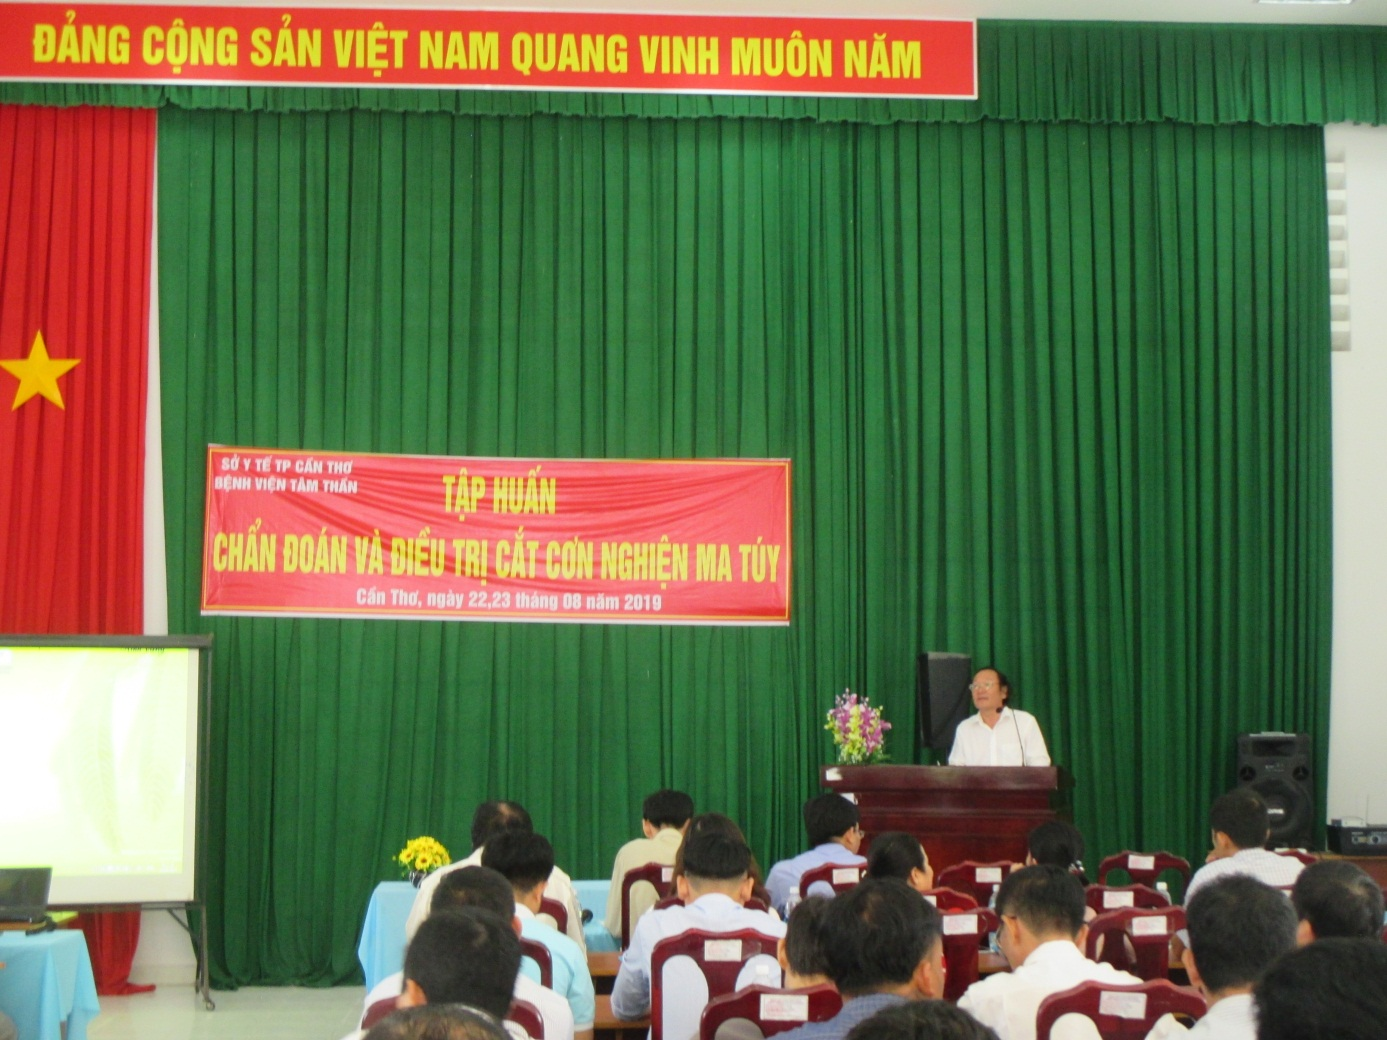 ĐẢNG CỘNG SẢN VIỆT NAM QUANG VINH MUÔN NĂM
SỞ Y TẾ TP CẦN THƠ
BỆNH VIỆN TÂM THẦN
TẬP HUẤN
CHẨN ĐOÁN VÀ ĐIỀU TRỊ CẮT CƠN NGHIỆN MA TÚY
Cần Thơ, ngày 22,23 tháng 08 năm 2019